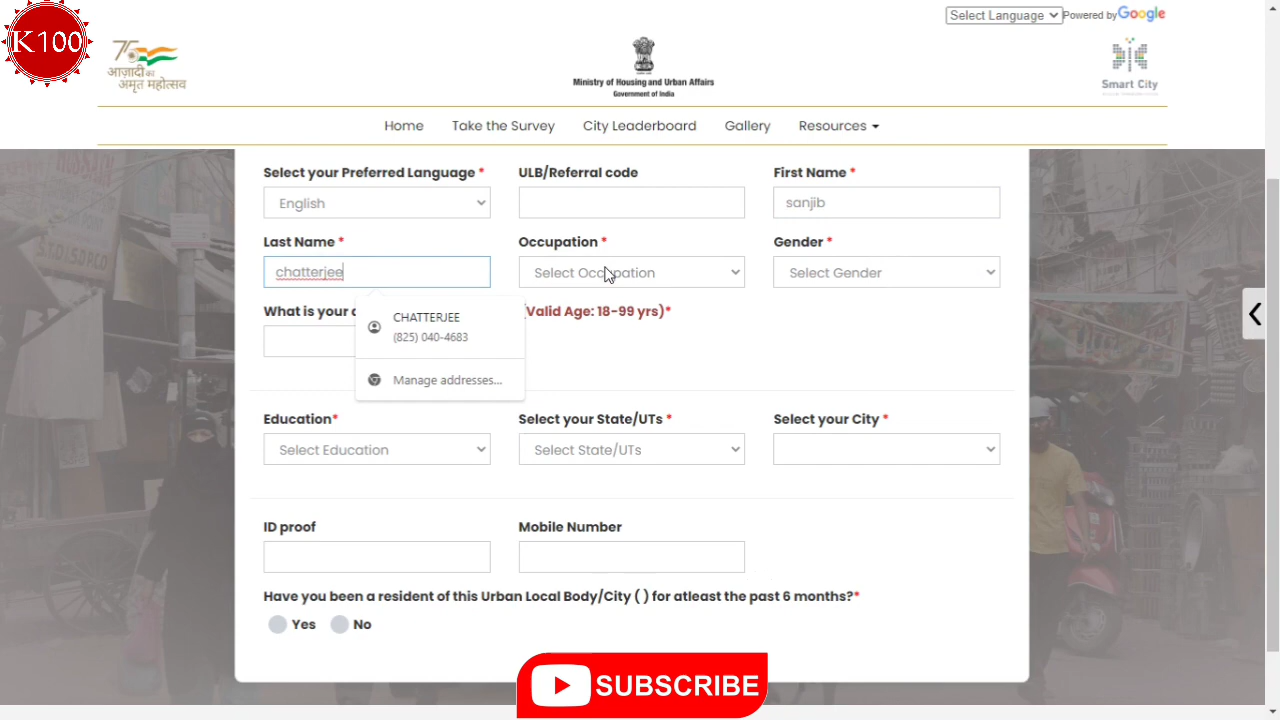 K100
Select Language
Powered by Google
75
आज़ादी का
अमृत महोत्सव
Ministry of Housing and Urban Affairs
Government of India
Smart City
Home
Take the Survey
City Leaderboard
Gallery
Resources
Select your Preferred Language *
ULB/Referral code
First Name *
English
sanjib
Last Name *
Occupation *
Gender *
chatterjee
Select Occupation
Select Gender
What is your
(Valid Age: 18-99 yrs)*
CHATTERJEE
(825) 040-4683
Manage addresses...
Education*
Select your State/UTs *
Select your City *
Select Education
Select State/UTs
ID proof
Mobile Number
Have you been a resident of this Urban Local Body/City ( ) for atleast the past 6 months?*
Yes
No
SUBSCRIBE